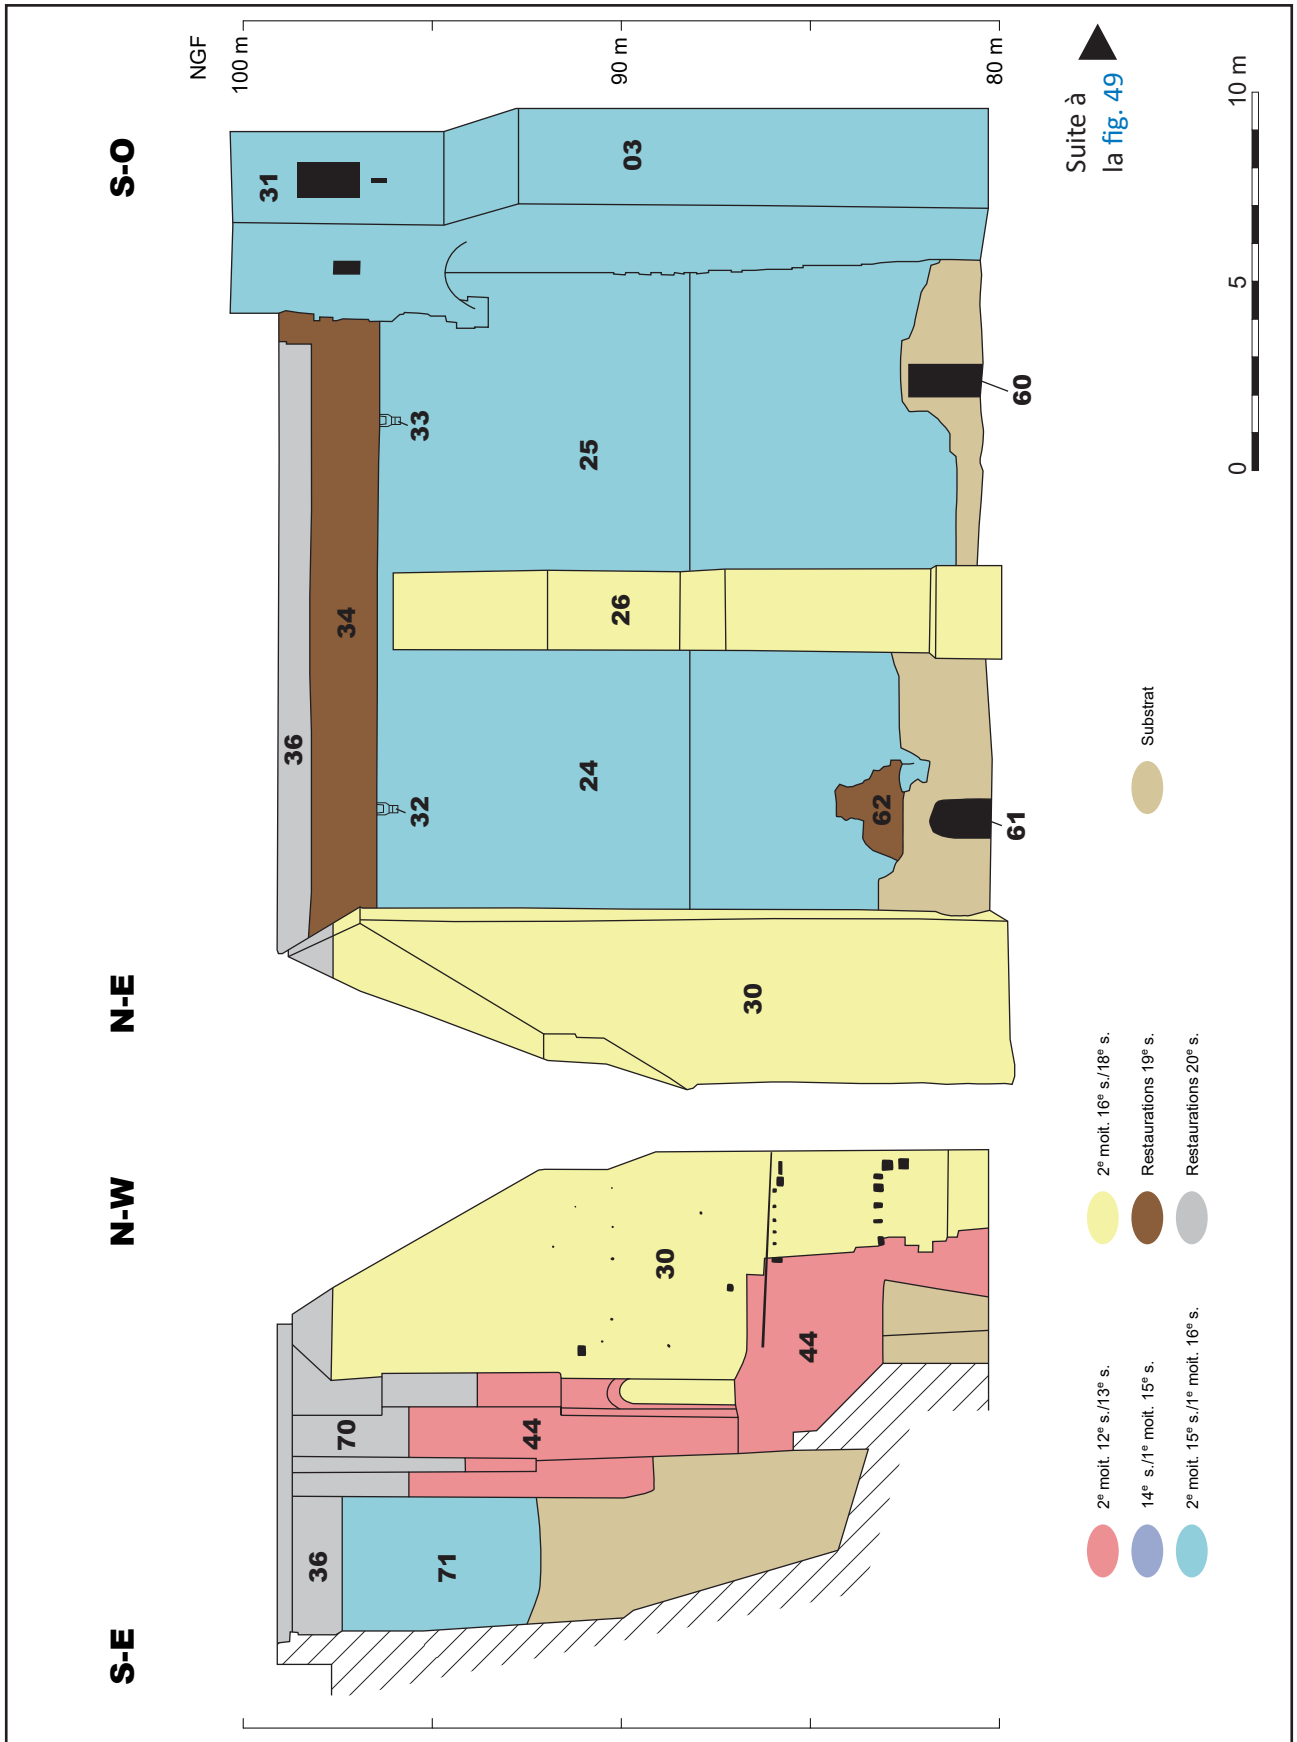 S-E
N-W
N-E
S-O
NGF
100 m
90 m
80 m
36
70
71
44
44
30
30
36
34
32
33
24
25
26
62
61
60
31
03
Suite à
la fig. 49
0
5
10 m
2e moit. 12e s./13e s.
14e s./1e moit. 15e s.
2e moit. 15e s./1e moit. 16e s.
2e moit. 16e s./18e s.
Restaurations 19e s.
Restaurations 20e s.
Substrat